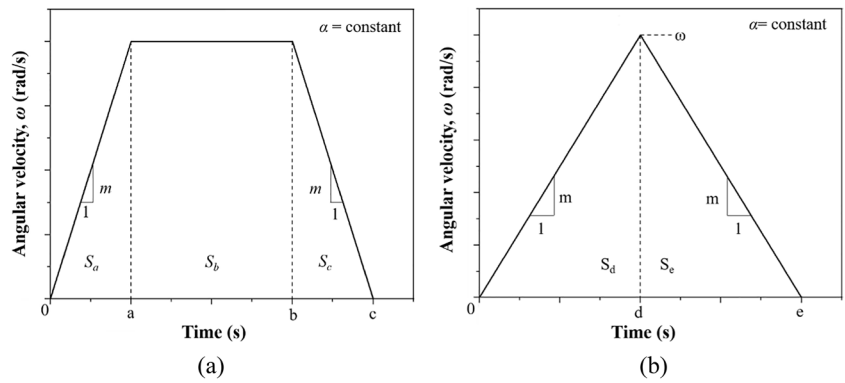 α = constant
Angular velocity, ω (rad/s)
m
1
m
1
Sa
Sb
Sc
0
a
b
c
Time (s)
(a)
α= constant
ω
Angular velocity, ω (rad/s)
m
1
m
1
Sd
Se
0
d
e
Time (s)
(b)